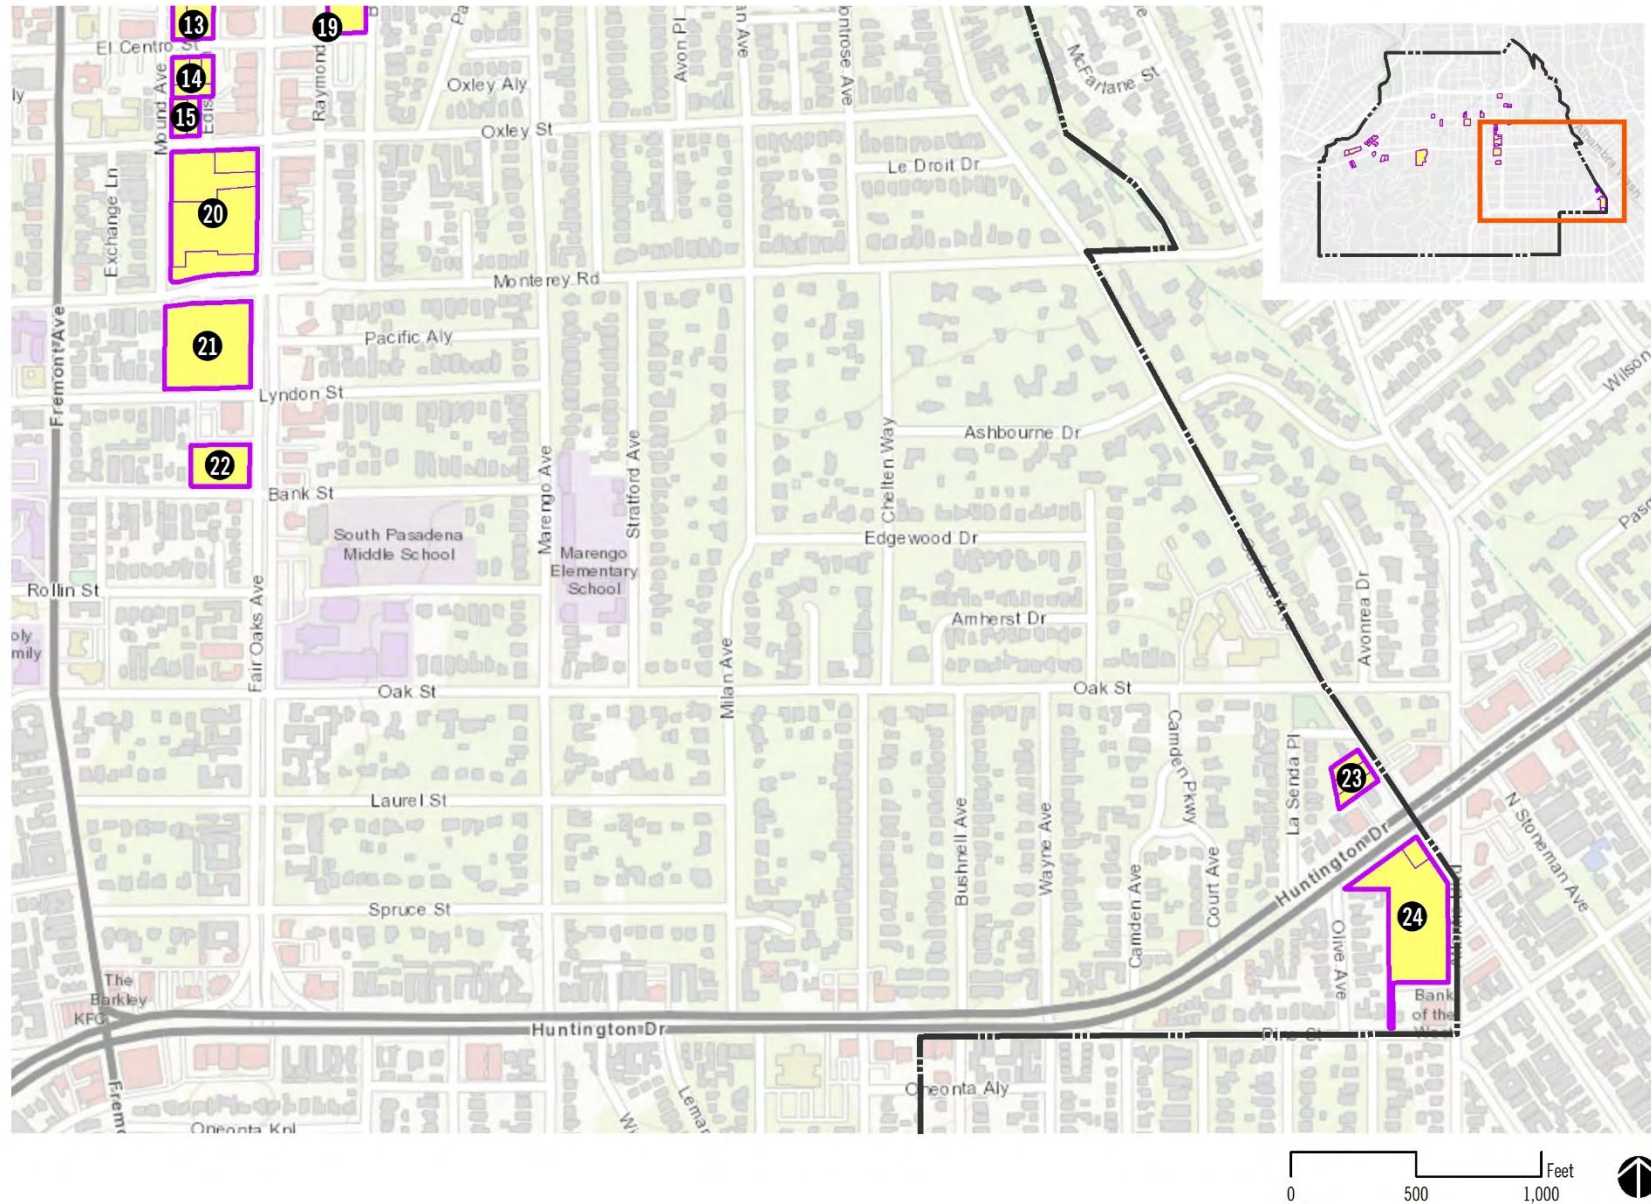 13
19
El Centro St
14
15
Mound Ave
Raymond
Avon Pl
McFarlane St
Oxley Aly
Oxley St
Le Droit Dr
Exchange Ln
20
Monterey Rd
Pacific Aly
21
Fremont Ave
Lyndon St
Wilson
Ashbourne Dr
22
Bank St
Marengo Ave
Stratford Ave
Chelten Way
South Pasadena
Middle School
Edgewood Dr
Marengo
Elementary
School
Rollin St
Fair Oaks Ave
Amherst Dr
Avonrea Dr
Milan Ave
Oak St
Oak St
Camden Pkwy
La Senda Pl
23
Laurel St
Bushnell Ave
Wayne Ave
Camden Ave
Court Ave
Huntington Dr
N Stoneman Ave
Spruce St
24
Olive Ave
The
Barkley
KFC
Bank
of the
Huntington Dr
Oneonta Aly
Oneonta Knl
Feet
0 500 1,000